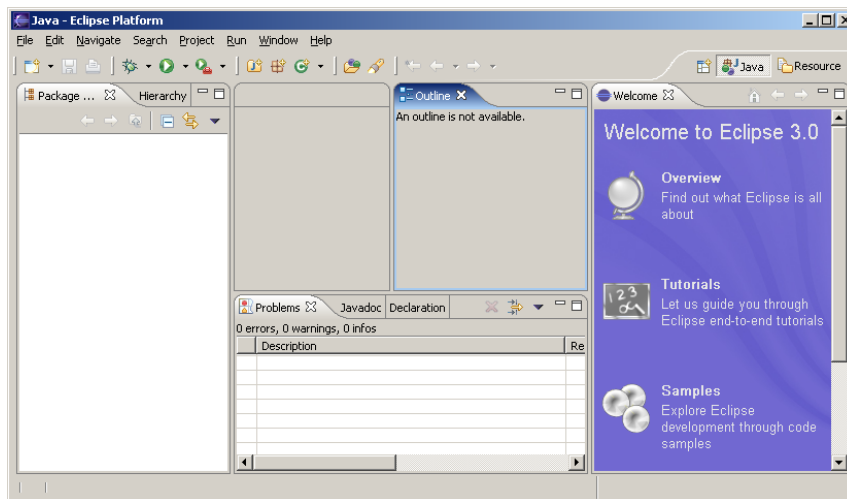 Java - Eclipse Platform
File Edit Navigate Search Project Run Window Help
Java Resource
Package ... Hierarchy
Outline
An outline is not available.
Welcome
Welcome to Eclipse 3.0
Overview
Find out what Eclipse is all
about
Tutorials
Let us guide you through
Eclipse end-to-end tutorials
Samples
Explore Eclipse
development through code
samples
Problems Javadoc Declaration
0 errors, 0 warnings, 0 infos
Description Re